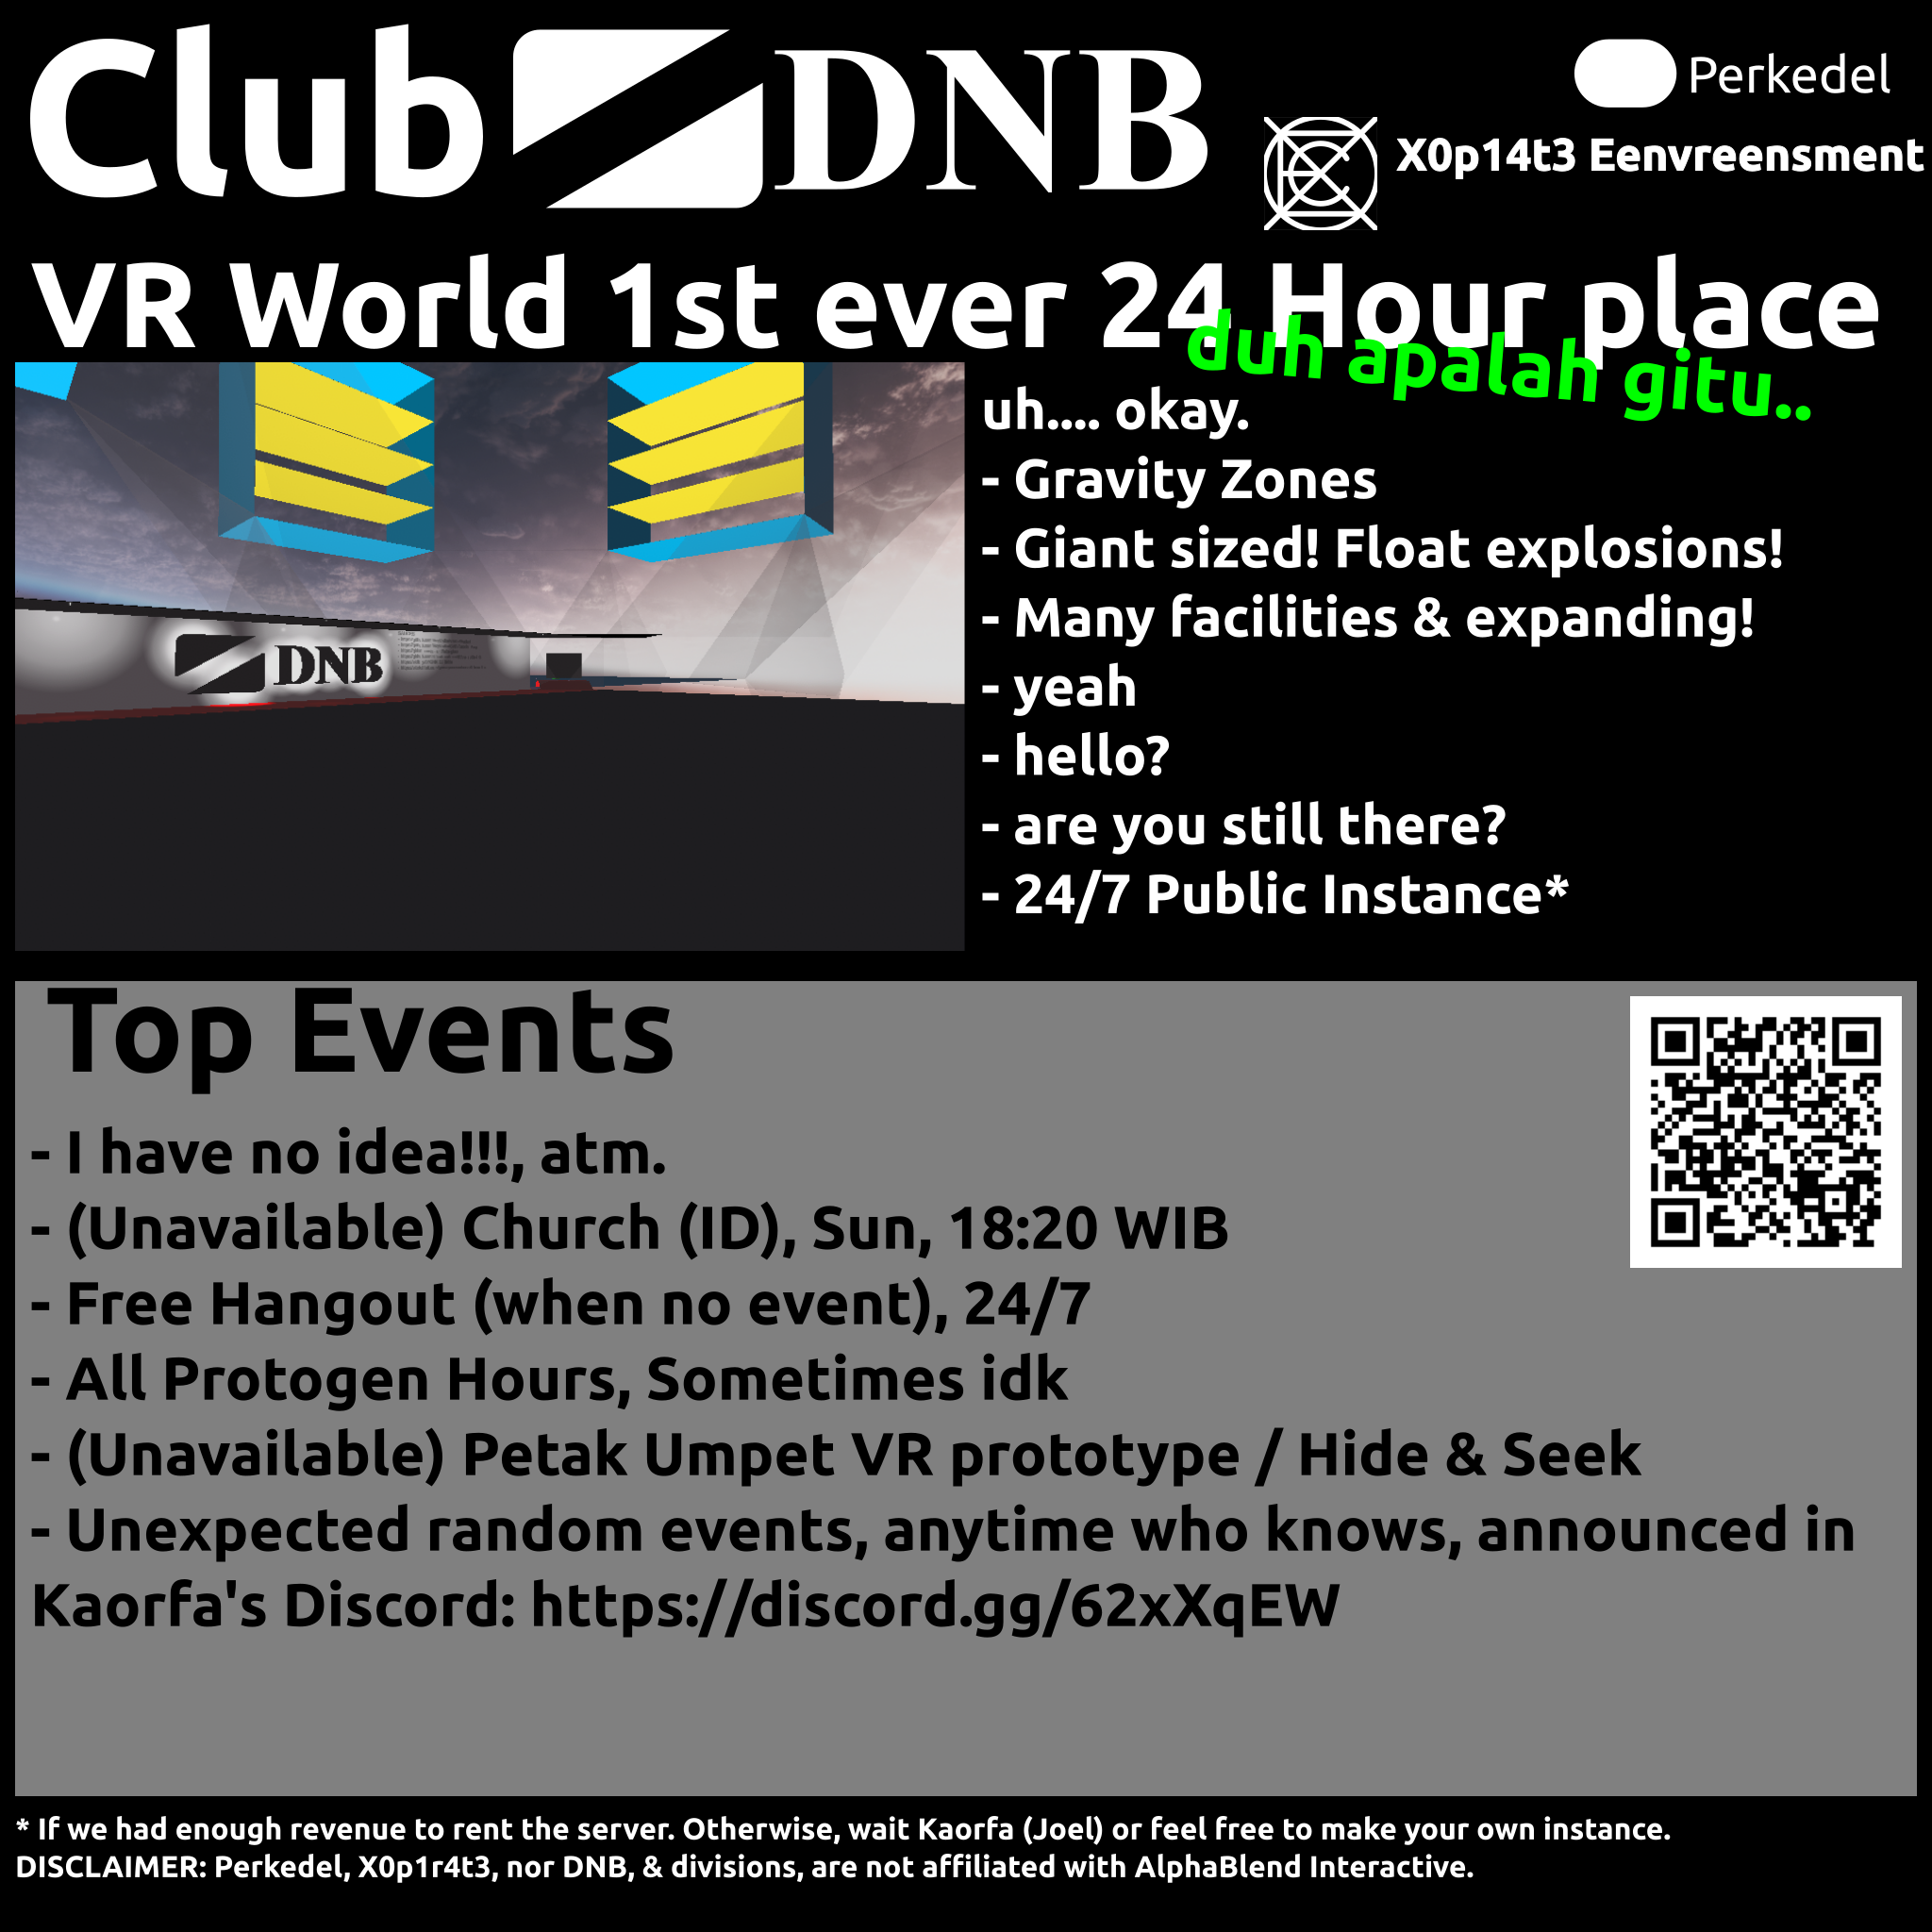 Club DNB
Perkedel
X0p14t3 Eenvreensment
VR World 1st ever 24 Hour place
duh apalah gitu..
uh.... okay.
- Gravity Zones
- Giant sized! Float explosions!
- Many facilities & expanding!
- yeah
- hello?
- are you still there?
- 24/7 Public Instance*
DNB
Top Events
- I have no idea!!!, atm.
- (Unavailable) Church (ID), Sun, 18:20 WIB
- Free Hangout (when no event), 24/7
- All Protogen Hours, Sometimes idk
- (Unavailable) Petak Umpet VR prototype / Hide & Seek
- Unexpected random events, anytime who knows, announced in
Kaorfa's Discord: https://discord.gg/62xXqEW
* If we had enough revenue to rent the server. Otherwise, wait Kaorfa (Joel) or feel free to make your own instance.
DISCLAIMER: Perkedel, X0p1r4t3, nor DNB, & divisions, are not affiliated with AlphaBlend Interactive.